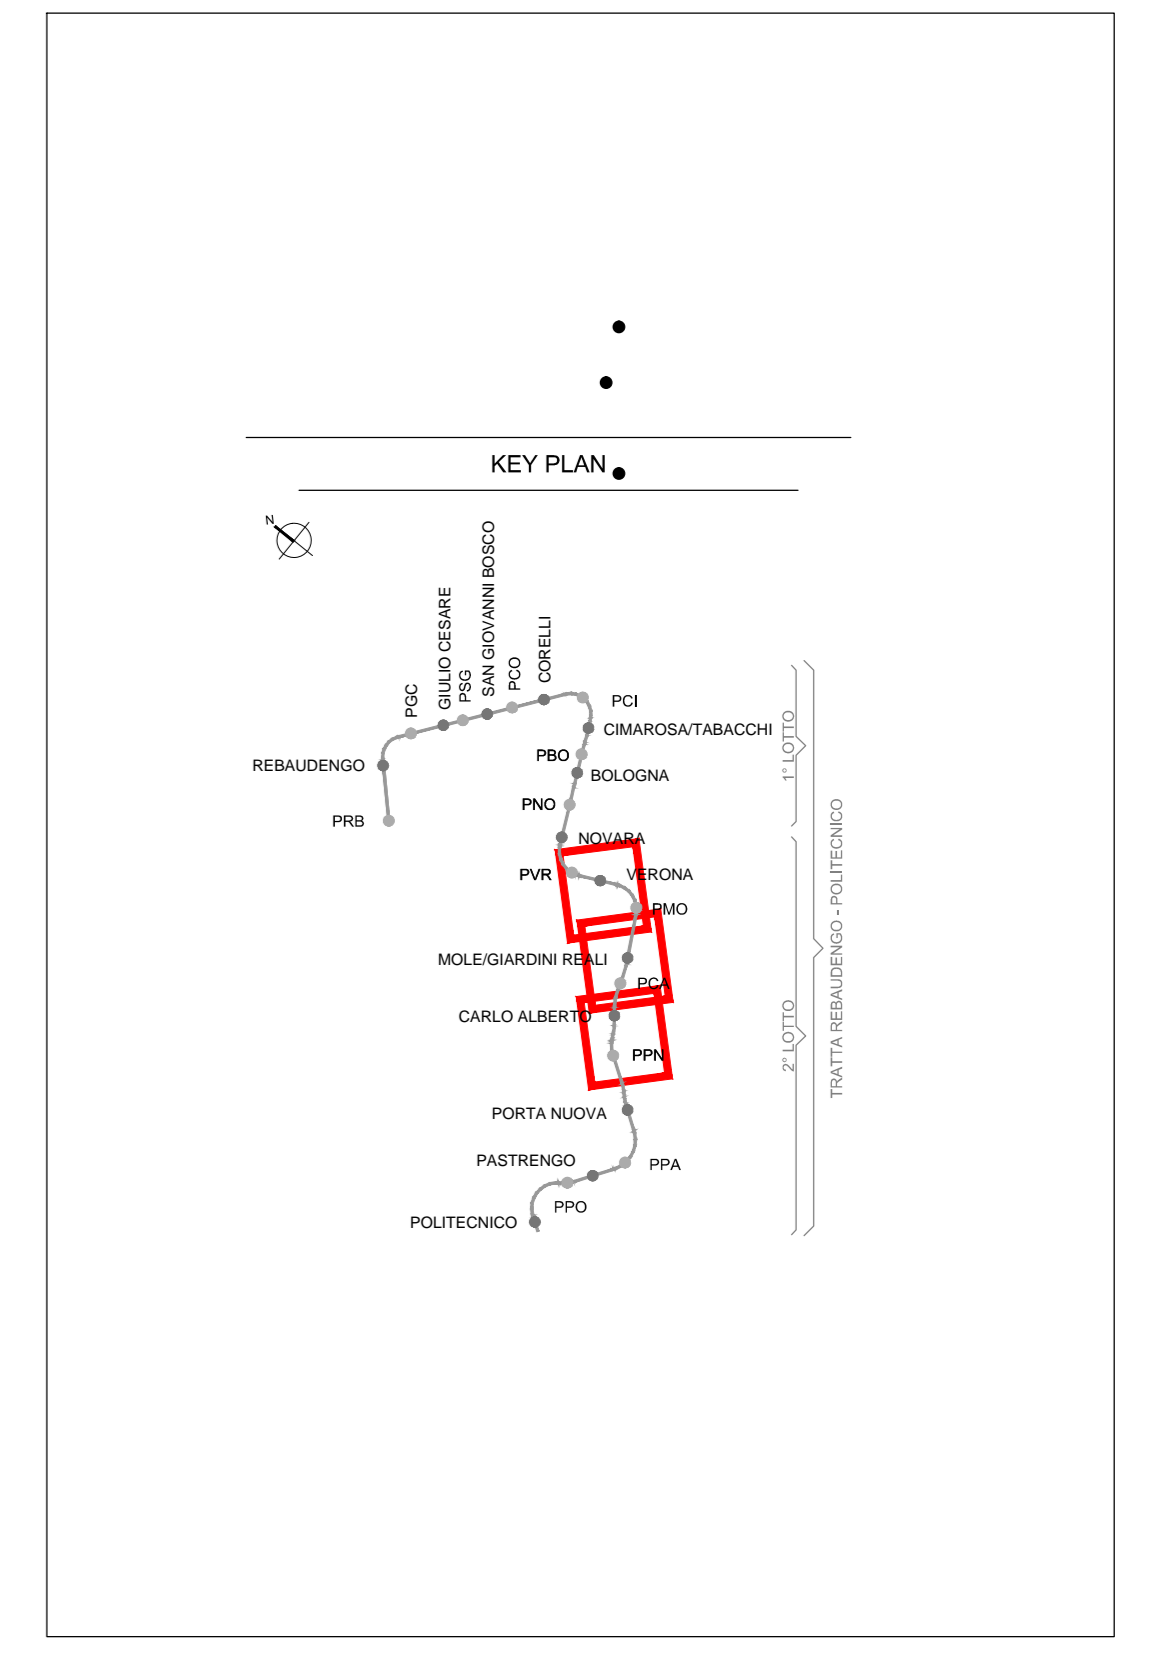 KEY PLAN
N
PGC
GIULIO CESARE
PSG
SAN GIOVANNI BOSCO
PCO
CORELLI
PCI
CIMAROSA/TABACCHI
PBO
REBAUDENGO
BOLOGNA
PNO
PRB
NOVARA
PVR
VERONA
PMO
MOLE/GIARDINI REALI
PCA
CARLO ALBERTO
PPN
PORTA NUOVA
PASTRENGO
PPA
PPO
POLITECNICO
1° LOTTO
2° LOTTO
TRATTA REBAUDENGO - POLITECNICO